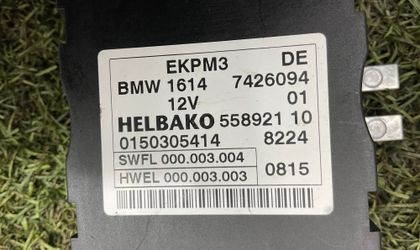 EKPM3 DE
BMW 1614 7426094
12V 01
HELBAKO 558921 10
0150305414 8224
SWFL 000.003.004
HWEL 000.003.003 0815